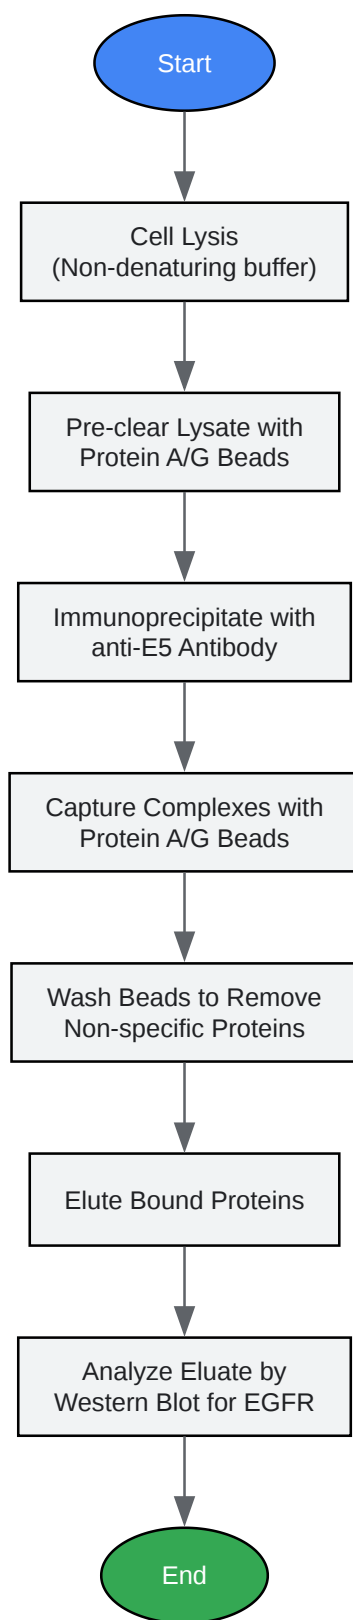 Start
Cell Lysis
(Non-denaturing buffer)
Pre-clear Lysate with
Protein A/G Beads
Immunoprecipitate with
anti-E5 Antibody
Capture Complexes with
Protein A/G Beads
Wash Beads to Remove
Non-specific Proteins
Elute Bound Proteins
Analyze Eluate by
Western Blot for EGFR
End